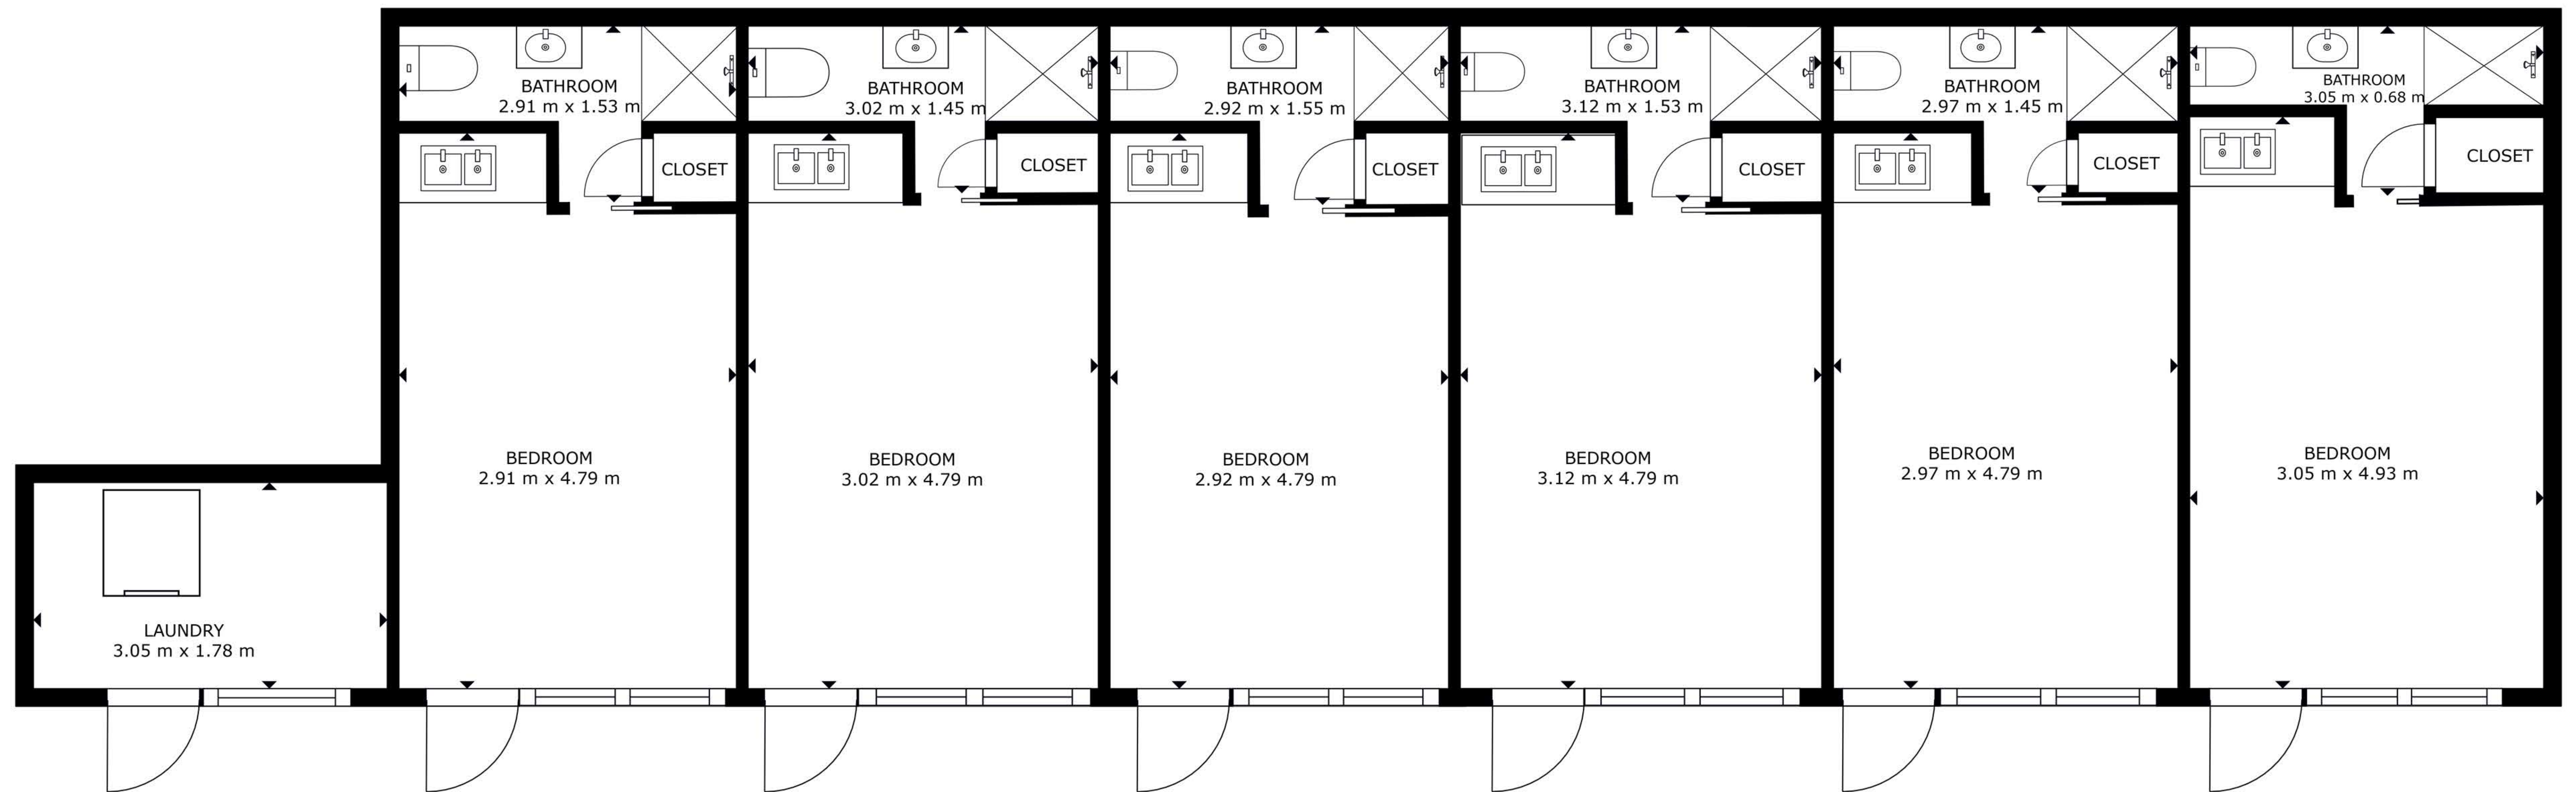 BATHROOM
2.91 m x 1.53 m
BATHROOM
3.02 m x 1.45 m
BATHROOM
2.92 m x 1.55 m
BATHROOM
3.12 m x 1.53 m
BATHROOM
2.97 m x 1.45 m
BATHROOM
3.05 m x 0.68 m
CLOSET
CLOSET
CLOSET
CLOSET
CLOSET
CLOSET
BEDROOM
2.91 m x 4.79 m
BEDROOM
3.02 m x 4.79 m
BEDROOM
2.92 m x 4.79 m
BEDROOM
3.12 m x 4.79 m
BEDROOM
2.97 m x 4.79 m
BEDROOM
3.05 m x 4.93 m
LAUNDRY
3.05 m x 1.78 m